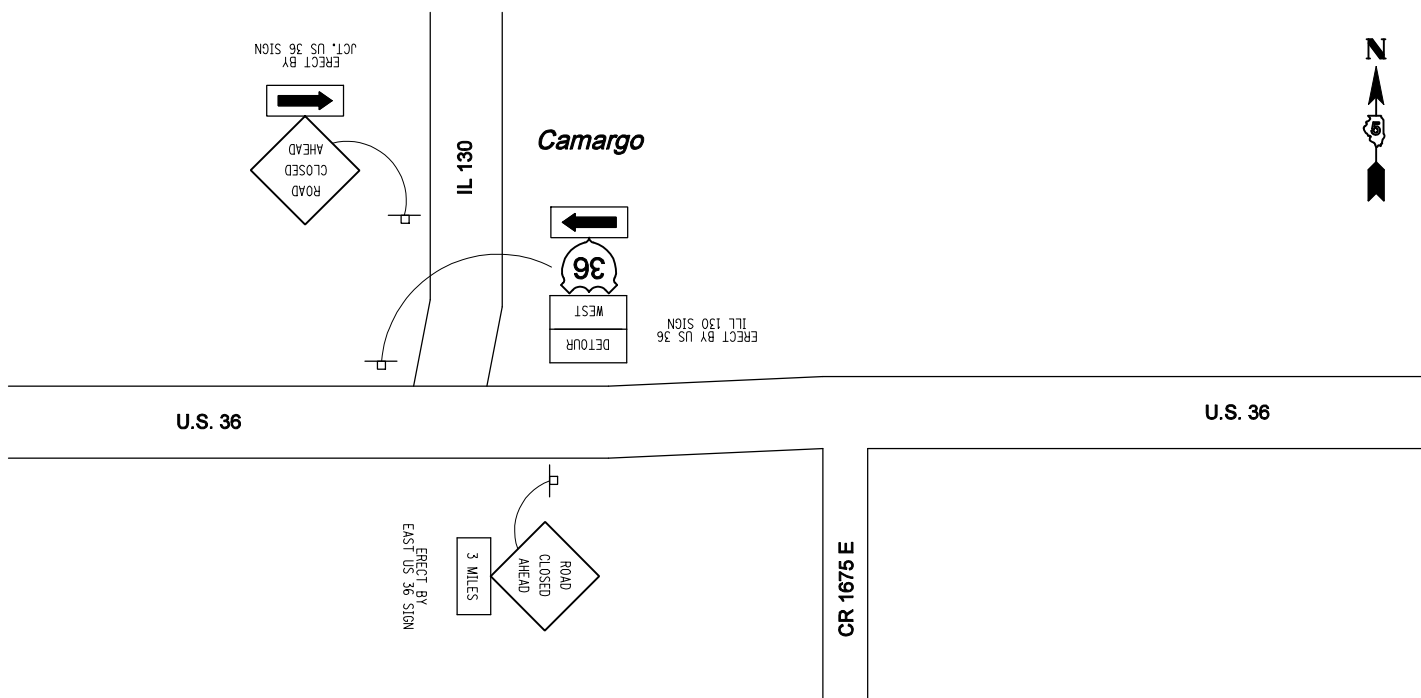 ERECT BY
JCT. US 36 SIGN
ROAD
CLOSED
AHEAD
IL 130
Camargo
N
5
DETOUR
WEST
36
ERECT BY US 36
ILL 130 SIGN
U.S. 36
U.S. 36
ROAD
CLOSED
AHEAD
3 MILES
ERECT BY
EAST US 36 SIGN
CR 1675 E